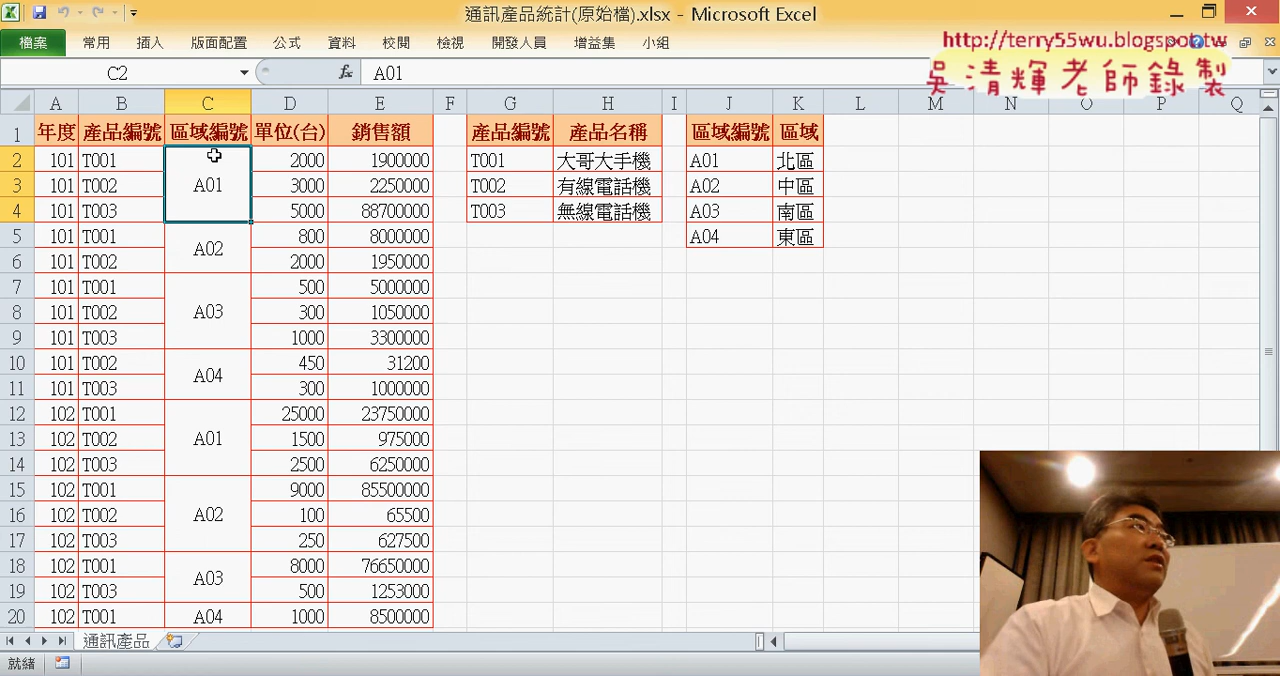 通訊產品統計(原始檔).xlsx - Microsoft Excel
檔案 常用 插入 版面配置 公式 資料 校閱 檢視 開發人員 增益集 小組
http://terry55wu.blogspot.tw
吳清輝老師錄製
C2 fx A01
A B C D E F G H I J K L M N O P Q
1 年度 產品編號 區域編號 單位(台) 銷售額 產品編號 產品名稱 區域編號 區域
2 101 T001 A01 2000 1900000 T001 大哥大手機 A01 北區
3 101 T002 3000 2250000 T002 有線電話機 A02 中區
4 101 T003 5000 88700000 T003 無線電話機 A03 南區
5 101 T001 A02 800 8000000 A04 東區
6 101 T002 2000 1950000
7 101 T001 A03 500 5000000
8 101 T002 300 1050000
9 101 T003 1000 3300000
10 101 T002 A04 450 31200
11 101 T003 300 1000000
12 102 T001 A01 25000 23750000
13 102 T002 1500 975000
14 102 T003 2500 6250000
15 102 T001 A02 9000 85500000
16 102 T002 100 65500
17 102 T003 250 627500
18 102 T001 A03 8000 76650000
19 102 T003 500 1253000
20 102 T001 A04 1000 8500000
通訊產品
就緒